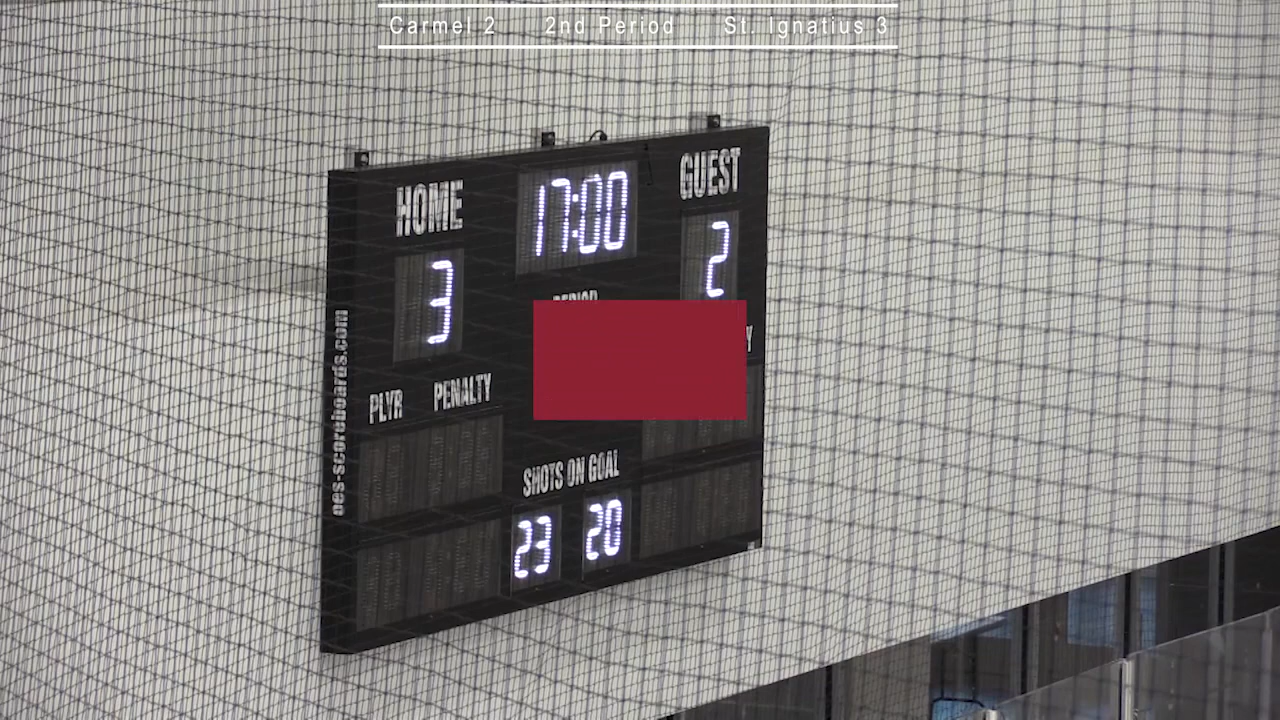 Carmel 2 2nd Period St. Ignatius 3
HOME 17:00 GUEST
3 2
PLYR PENALTY
SHOTS ON GOAL
23 20
oes-scoreboards.com